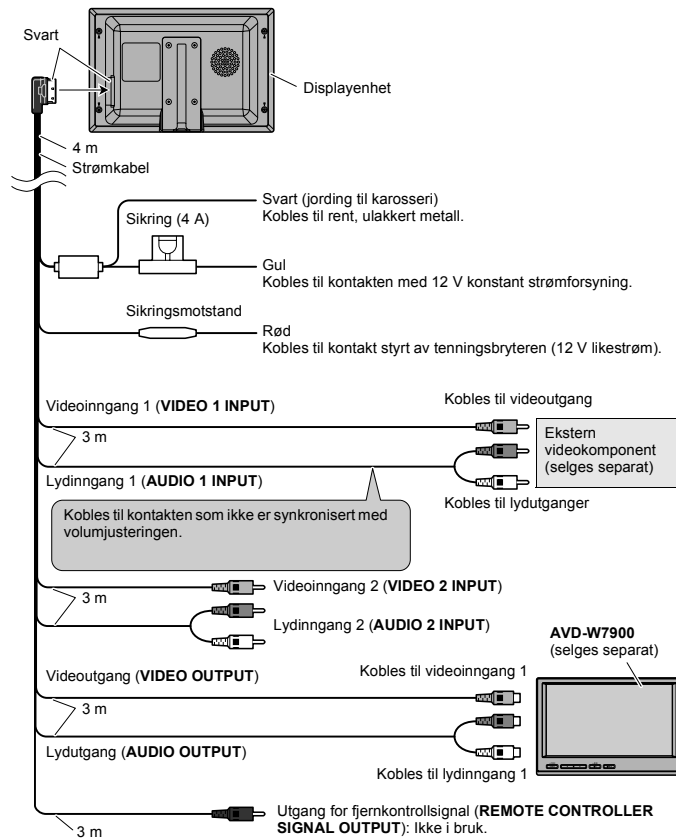 Svart
Displayenhet
4 m
Strømkabel
Svart (jording til karosseri)
Kobles til rent, ulakkert metall.
Sikring (4 A)
Gul
Kobles til kontakten med 12 V konstant strømforsyning.
Sikringsmotstand
Rød
Kobles til kontakt styrt av tenningsbryteren (12 V likestrøm).
Videoinngang 1 (VIDEO 1 INPUT)
Kobles til videoutgang
3 m
Ekstern
videokomponent
(selges separat)
Lydinngang 1 (AUDIO 1 INPUT)
Kobles til lydutganger
Kobles til kontakten som ikke er synkronisert med
volumjusteringen.
Videoinngang 2 (VIDEO 2 INPUT)
3 m
Lydinngang 2 (AUDIO 2 INPUT)
AVD-W7900
(selges separat)
Videoutgang (VIDEO OUTPUT)
Kobles til videoinngang 1
3 m
Lydutgang (AUDIO OUTPUT)
Kobles til lydinngang 1
Utgang for fjernkontrollsignal (REMOTE CONTROLLER
SIGNAL OUTPUT): Ikke i bruk.
3 m